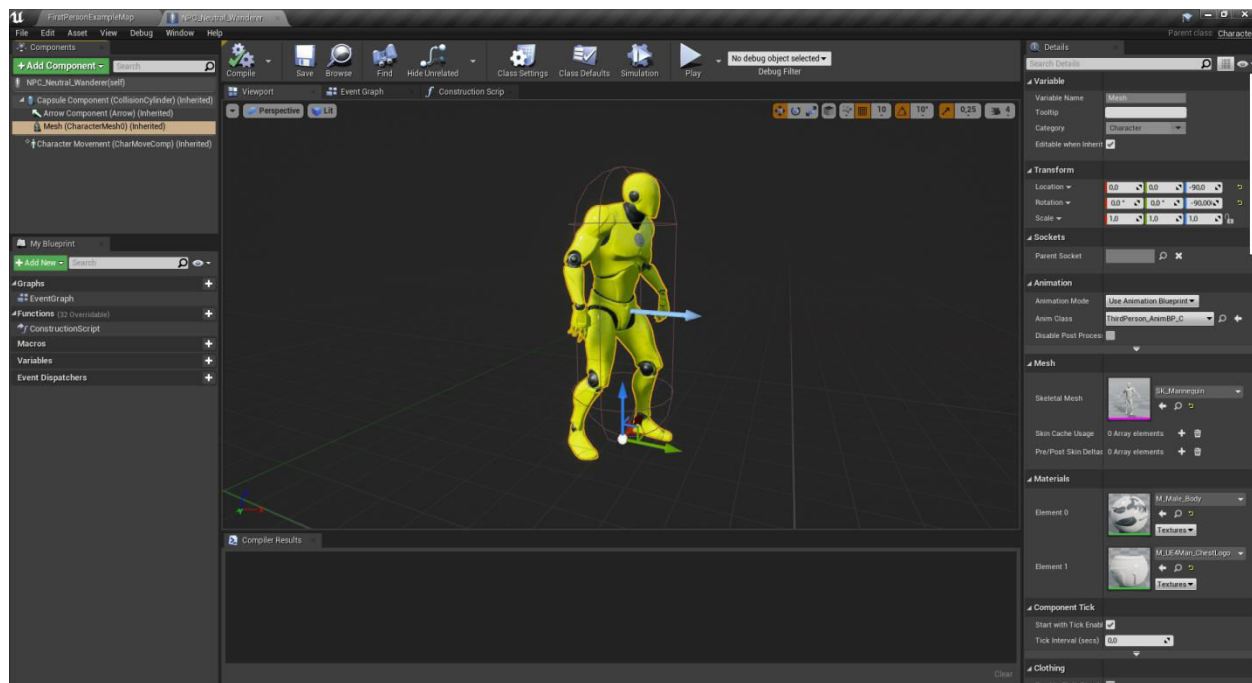 FirstPersonExampleMap
NPC_Neutral_Wanderer
File Edit Asset View Debug Window Help
Parent class: Characte
Components
+Add Component
Search
NPC_Neutral_Wanderer(self)
Capsule Component (CollisionCylinder) (Inherited)
Arrow Component (Arrow) (Inherited)
Mesh (CharacterMesh0) (Inherited)
Character Movement (CharMoveComp) (Inherited)
My Blueprint
+Add New
Search
Graphs
EventGraph
Functions (32 Overridable)
ConstructionScript
Macros
Variables
Event Dispatchers
Compile
Save
Browse
Find
Hide Unrelated
Class Settings
Class Defaults
Simulation
Play
No debug object selected
Debug Filter
Viewport
Event Graph
Construction Scrip
Perspective
Lit
10
10°
0,25
4
Compiler Results
Clear
Details
Search Details
Variable
Variable Name Mesh
Tooltip
Category Character
Editable when Inherit
Transform
Location 0,0 0,0 -90,0
Rotation 0,0 ° 0,0 ° -90,00
Scale 1,0 1,0 1,0
Sockets
Parent Socket
Animation
Animation Mode Use Animation Blueprint
Anim Class ThirdPerson_AnimBP_C
Disable Post Proces
Mesh
Skeletal Mesh SK_Mannequin
Skin Cache Usage 0 Array elements
Pre/Post Skin Deltas 0 Array elements
Materials
Element 0 M_Male_Body
Textures
Element 1 M_UE4Man_ChestLogo
Textures
Component Tick
Start with Tick Enabl
Tick Interval (secs) 0,0
Clothing